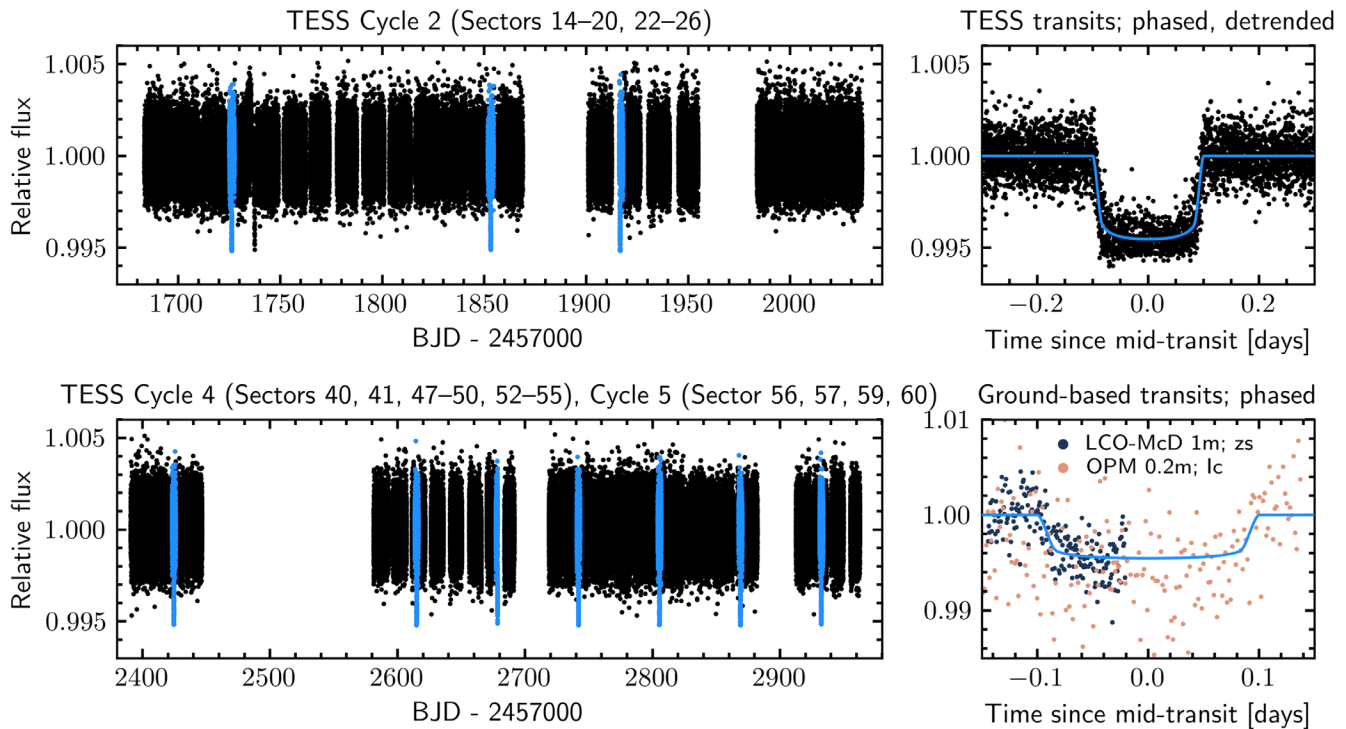 TESS Cycle 2 (Sectors 14–20, 22–26)
1.005
1.000
0.995
Relative flux
1700 1750 1800 1850 1900 1950 2000
BJD - 2457000
TESS transits; phased, detrended
1.005
1.000
0.995
−0.2 0.0 0.2
Time since mid-transit [days]
TESS Cycle 4 (Sectors 40, 41, 47–50, 52–55), Cycle 5 (Sector 56, 57, 59, 60)
1.005
1.000
0.995
Relative flux
2400 2500 2600 2700 2800 2900
BJD - 2457000
Ground-based transits; phased
1.01
1.00
0.99
LCO-McD 1m; zs
OPM 0.2m; Ic
−0.1 0.0 0.1
Time since mid-transit [days]